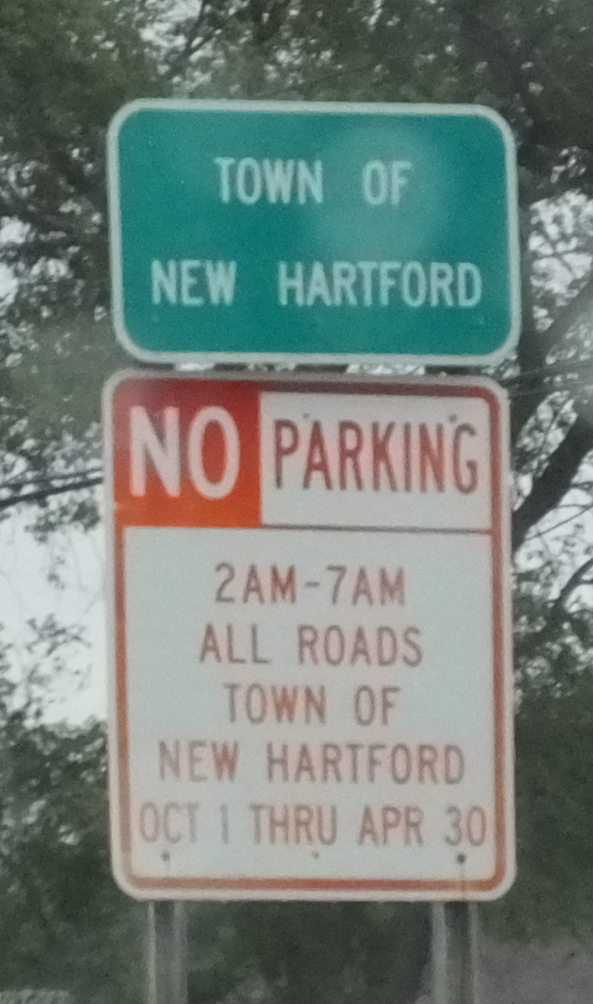 TOWN OF
NEW HARTFORD
NO PARKING
2AM-7AM
ALL ROADS
TOWN OF
NEW HARTFORD
OCT 1 THRU APR 30